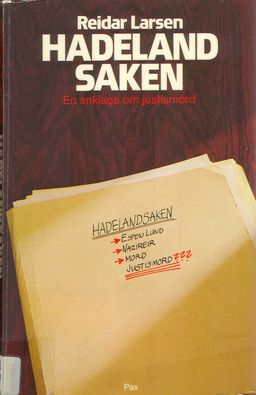 Reidar Larsen
HADELAND
SAKEN
En anklage om justismord
HADELANDSAKEN
→ ESPEN LUND
→ NAZIREIR
→ MORD
JUSTISMORD???
Pax